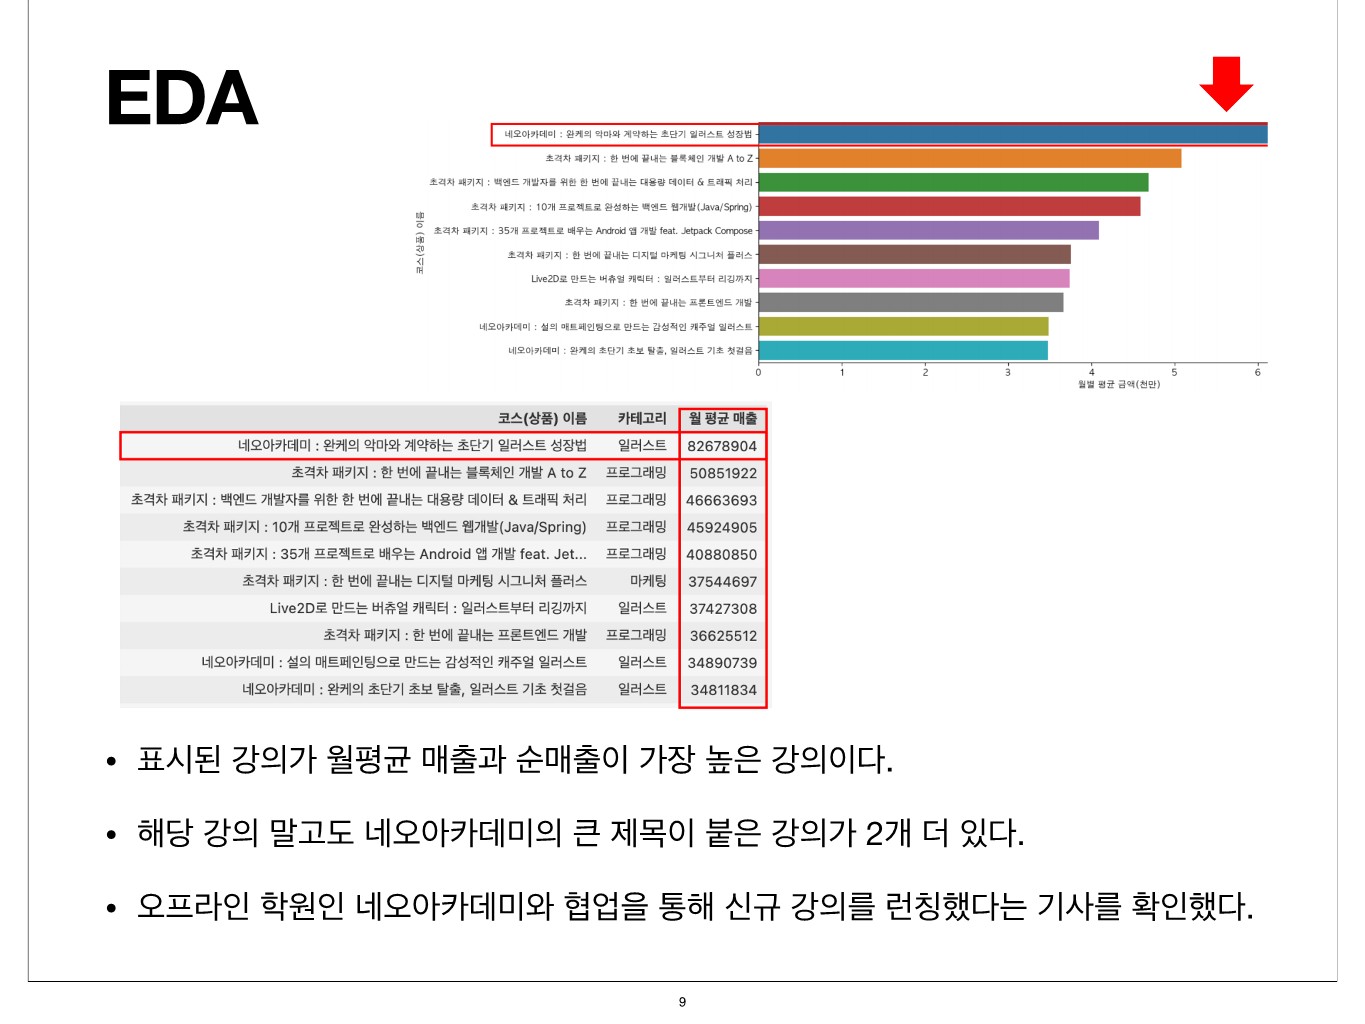 EDA
네오아카데미 : 완케의 악마와 계약하는 초단기 일러스트 성장법
초격차 패키지 : 한 번에 끝내는 블록체인 개발 A to Z
초격차 패키지 : 백엔드 개발자를 위한 한 번에 끝내는 대용량 데이터 & 트래픽 처리
초격차 패키지 : 10개 프로젝트로 완성하는 백엔드 웹개발(Java/Spring)
초격차 패키지 : 35개 프로젝트로 배우는 Android 앱 개발 feat. Jetpack Compose
초격차 패키지 : 한 번에 끝내는 디지털 마케팅 시그니처 플러스
Live2D로 만드는 버츄얼 캐릭터 : 일러스트부터 리깅까지
초격차 패키지 : 한 번에 끝내는 프론트엔드 개발
네오아카데미 : 설의 매트페인팅으로 만드는 감성적인 캐주얼 일러스트
네오아카데미 : 완케의 초단기 초보 탈출, 일러스트 기초 첫걸음
코스(상품) 이름
0 1 2 3 4 5 6
월별 평균 금액(천만)
코스(상품) 이름 카테고리 월 평균 매출
네오아카데미 : 완케의 악마와 계약하는 초단기 일러스트 성장법 일러스트 82678904
초격차 패키지 : 한 번에 끝내는 블록체인 개발 A to Z 프로그래밍 50851922
초격차 패키지 : 백엔드 개발자를 위한 한 번에 끝내는 대용량 데이터 & 트래픽 처리 프로그래밍 46663693
초격차 패키지 : 10개 프로젝트로 완성하는 백엔드 웹개발(Java/Spring) 프로그래밍 45924905
초격차 패키지 : 35개 프로젝트로 배우는 Android 앱 개발 feat. Jet... 프로그래밍 40880850
초격차 패키지 : 한 번에 끝내는 디지털 마케팅 시그니처 플러스 마케팅 37544697
Live2D로 만드는 버츄얼 캐릭터 : 일러스트부터 리깅까지 일러스트 37427308
초격차 패키지 : 한 번에 끝내는 프론트엔드 개발 프로그래밍 36625512
네오아카데미 : 설의 매트페인팅으로 만드는 감성적인 캐주얼 일러스트 일러스트 34890739
네오아카데미 : 완케의 초단기 초보 탈출, 일러스트 기초 첫걸음 일러스트 34811834
• 표시된 강의가 월평균 매출과 순매출이 가장 높은 강의이다.
• 해당 강의 말고도 네오아카데미의 큰 제목이 붙은 강의가 2개 더 있다.
• 오프라인 학원인 네오아카데미와 협업을 통해 신규 강의를 런칭했다는 기사를 확인했다.
9